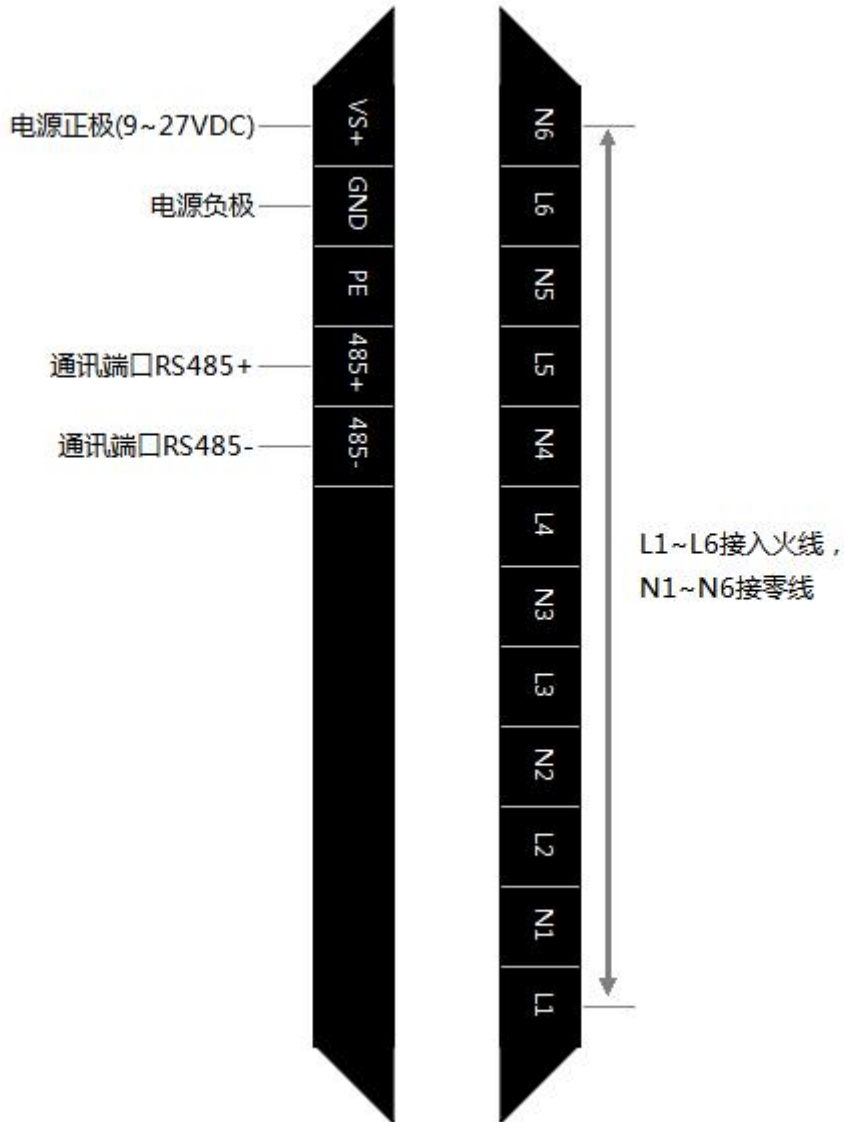 电源正极(9~27VDC)
电源负极
通讯端口RS485+
通讯端口RS485-
VS+
GND
PE
485+
485-
N6
L6
N5
L5
N4
L4
N3
L3
N2
L2
N1
L1
L1~L6接入火线，
N1~N6接零线